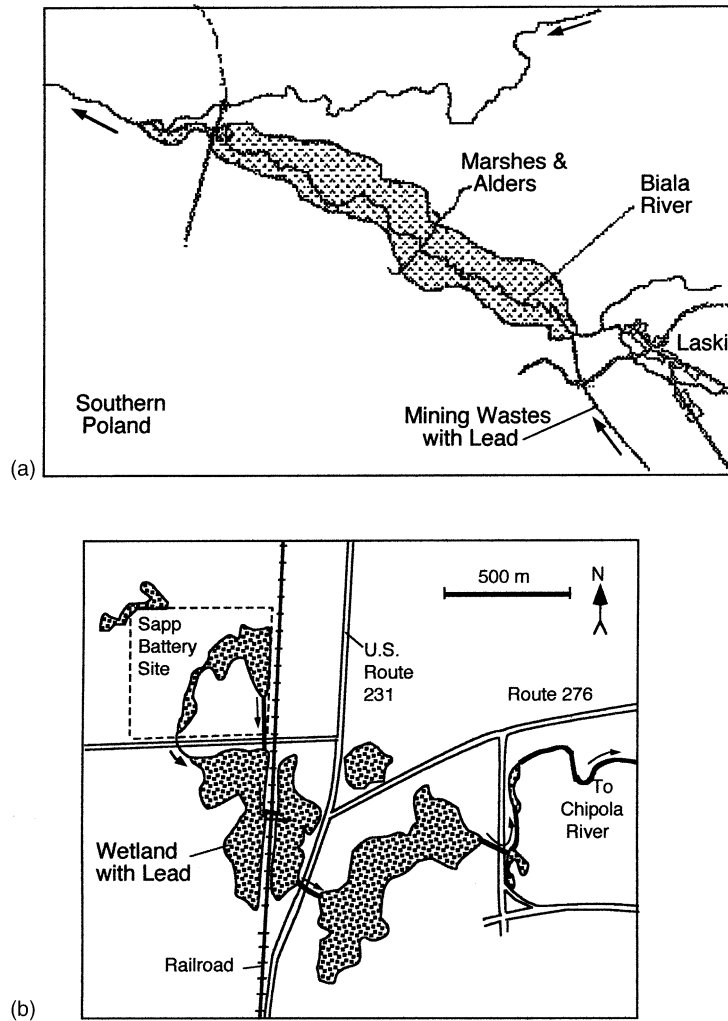 Marshes &
Alders
Biala
River
Laski
Southern
Poland
Mining Wastes
with Lead
(a)
500 m
N
Sapp
Battery
Site
U.S.
Route
231
Route 276
To
Chipola
River
Wetland
with Lead
Railroad
(b)